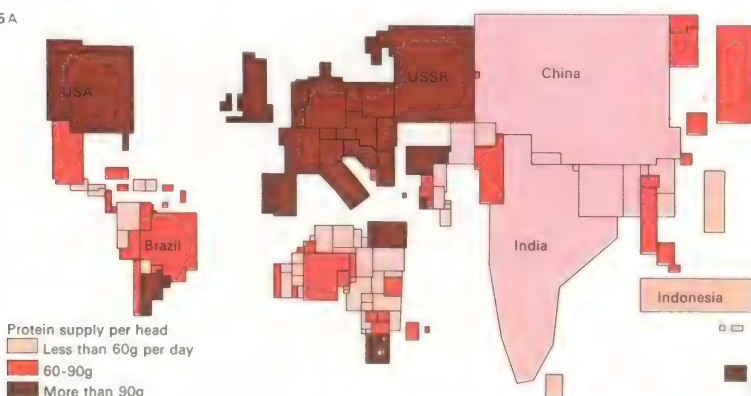 5A
USA
USSR
China
Brazil
India
Indonesia
Protein supply per head
Less than 60g per day
60-90g
More than 90g